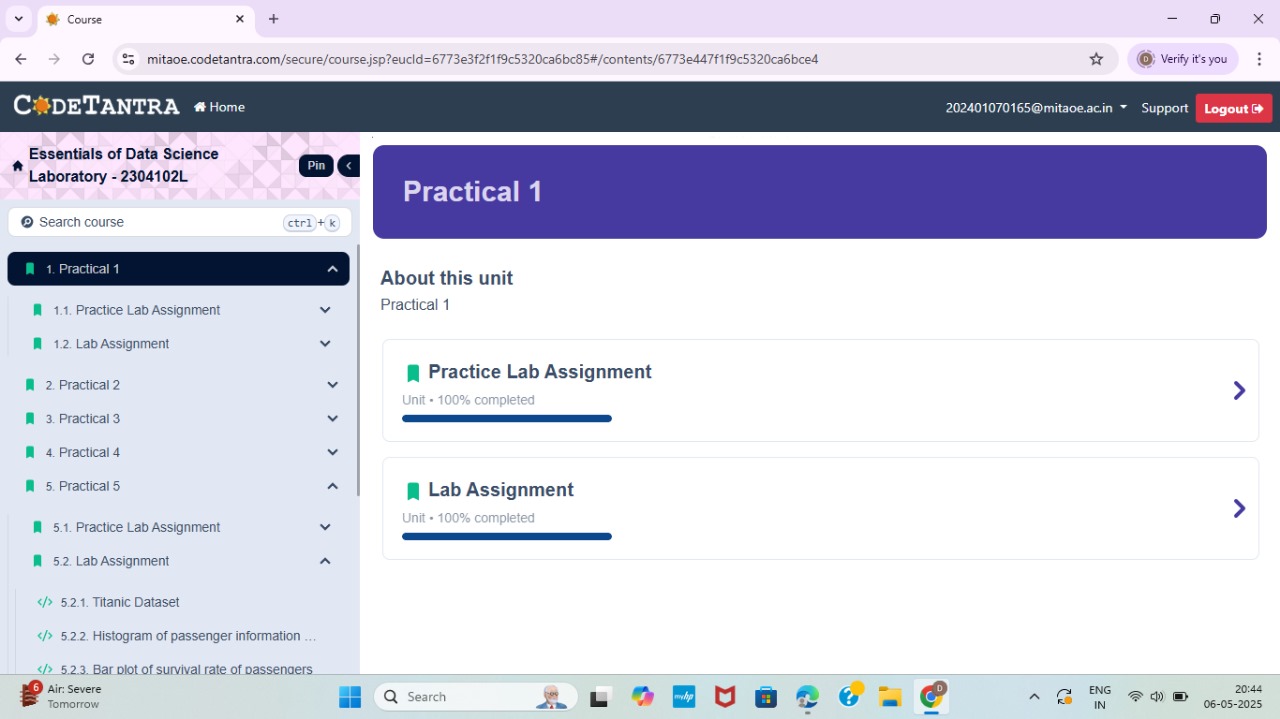 Course
mitaoe.codetantra.com/secure/course.jsp?eucId=6773e3f2f1f9c5320ca6bc85#/contents/6773e447f1f9c5320ca6bce4
Verify it's you
CODETANTRA
Home
202401070165@mitaoe.ac.in
Support
Logout
Essentials of Data Science
Laboratory - 2304102L
Pin
Search course
ctrl + k
1. Practical 1
1.1. Practice Lab Assignment
1.2. Lab Assignment
2. Practical 2
3. Practical 3
4. Practical 4
5. Practical 5
5.1. Practice Lab Assignment
5.2. Lab Assignment
</> 5.2.1. Titanic Dataset
</> 5.2.2. Histogram of passenger information ...
</> 5.2.3. Bar plot of survival rate of passengers
Practical 1
About this unit
Practical 1
Practice Lab Assignment
Unit • 100% completed
Lab Assignment
Unit • 100% completed
6
Air: Severe
Tomorrow
Search
myhp
D
ENG
IN
20:44
06-05-2025